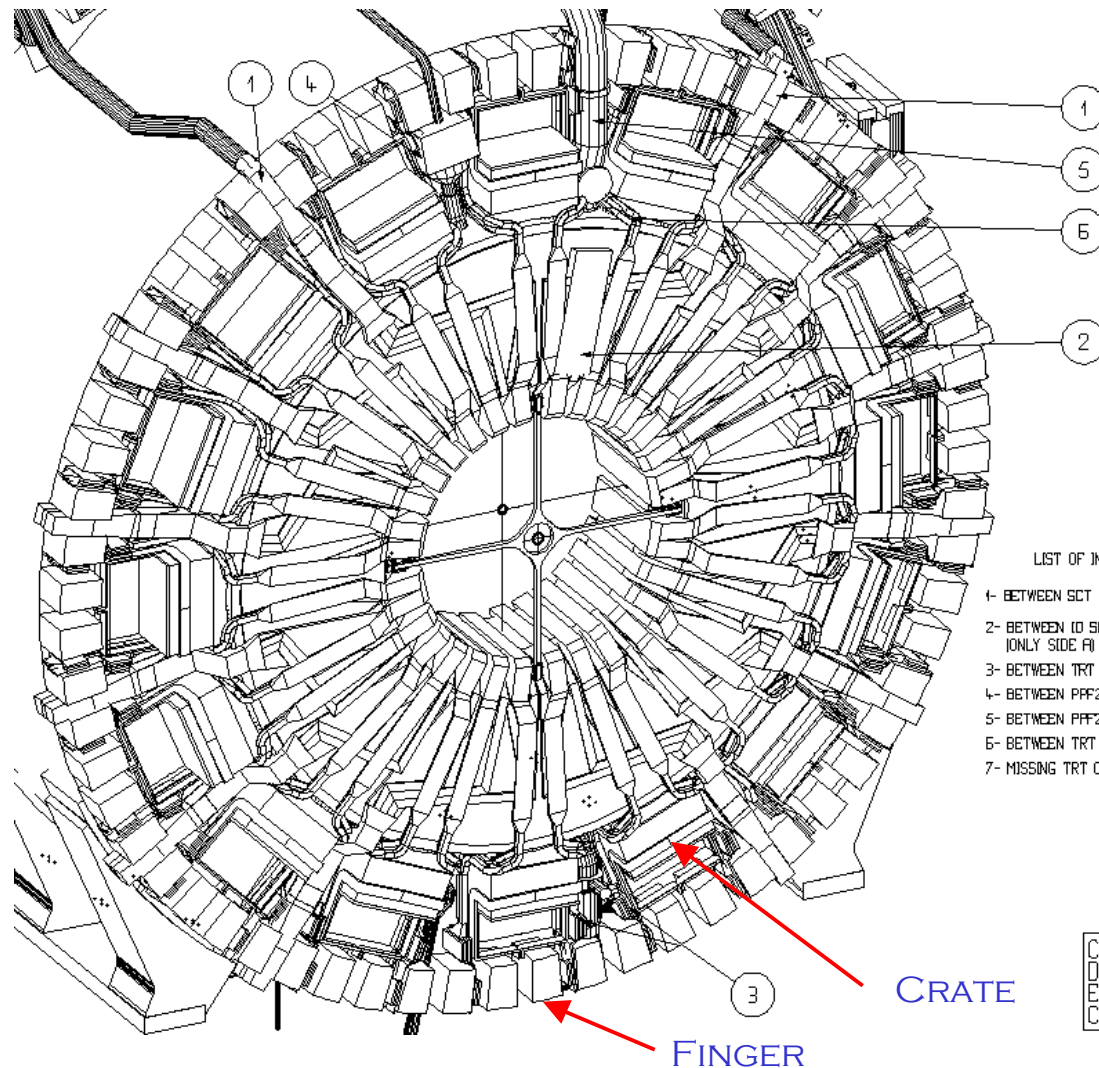 1
4
1
5
6
2
LIST OF
1- BETWEEN SCT
2- BETWEEN ID
(ONLY SIDE A)
3- BETWEEN TRT
4- BETWEEN PPF2
5- BETWEEN PPF2
6- BETWEEN TRT
7- MISSING TRT
3
CRATE
FINGER
C
D
E
C